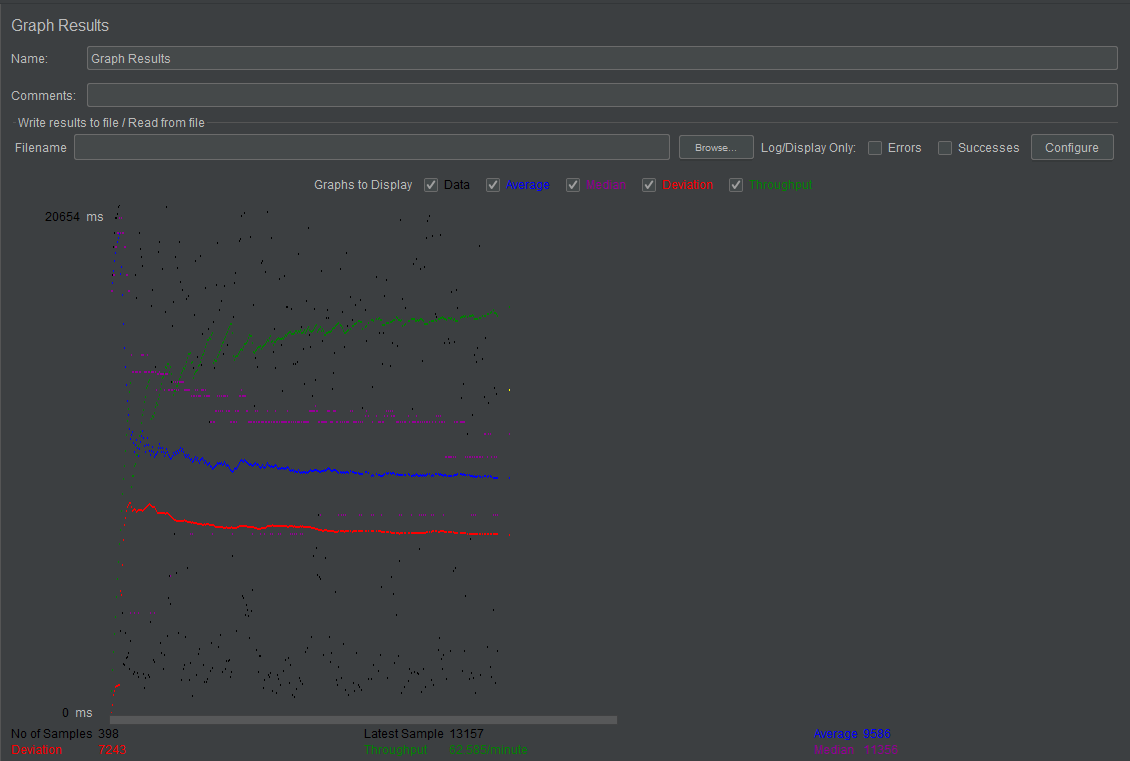 Graph Results
Name: Graph Results
Comments:
Write results to file / Read from file
Filename Browse... Log/Display Only: Errors Successes Configure
Graphs to Display Data Average Median Deviation Throughput
20654 ms
0 ms
No of Samples 398 Latest Sample 13157 Average 9586
Deviation 7243 Throughput 62.585/minute Median